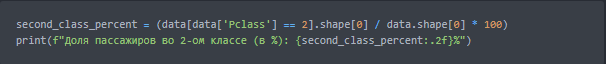 second_class_percent = (data[data['Pclass'] == 2].shape[0] / data.shape[0] * 100)
print(f"Доля пассажиров во 2-ом классе (в %): {second_class_percent:.2f}%")